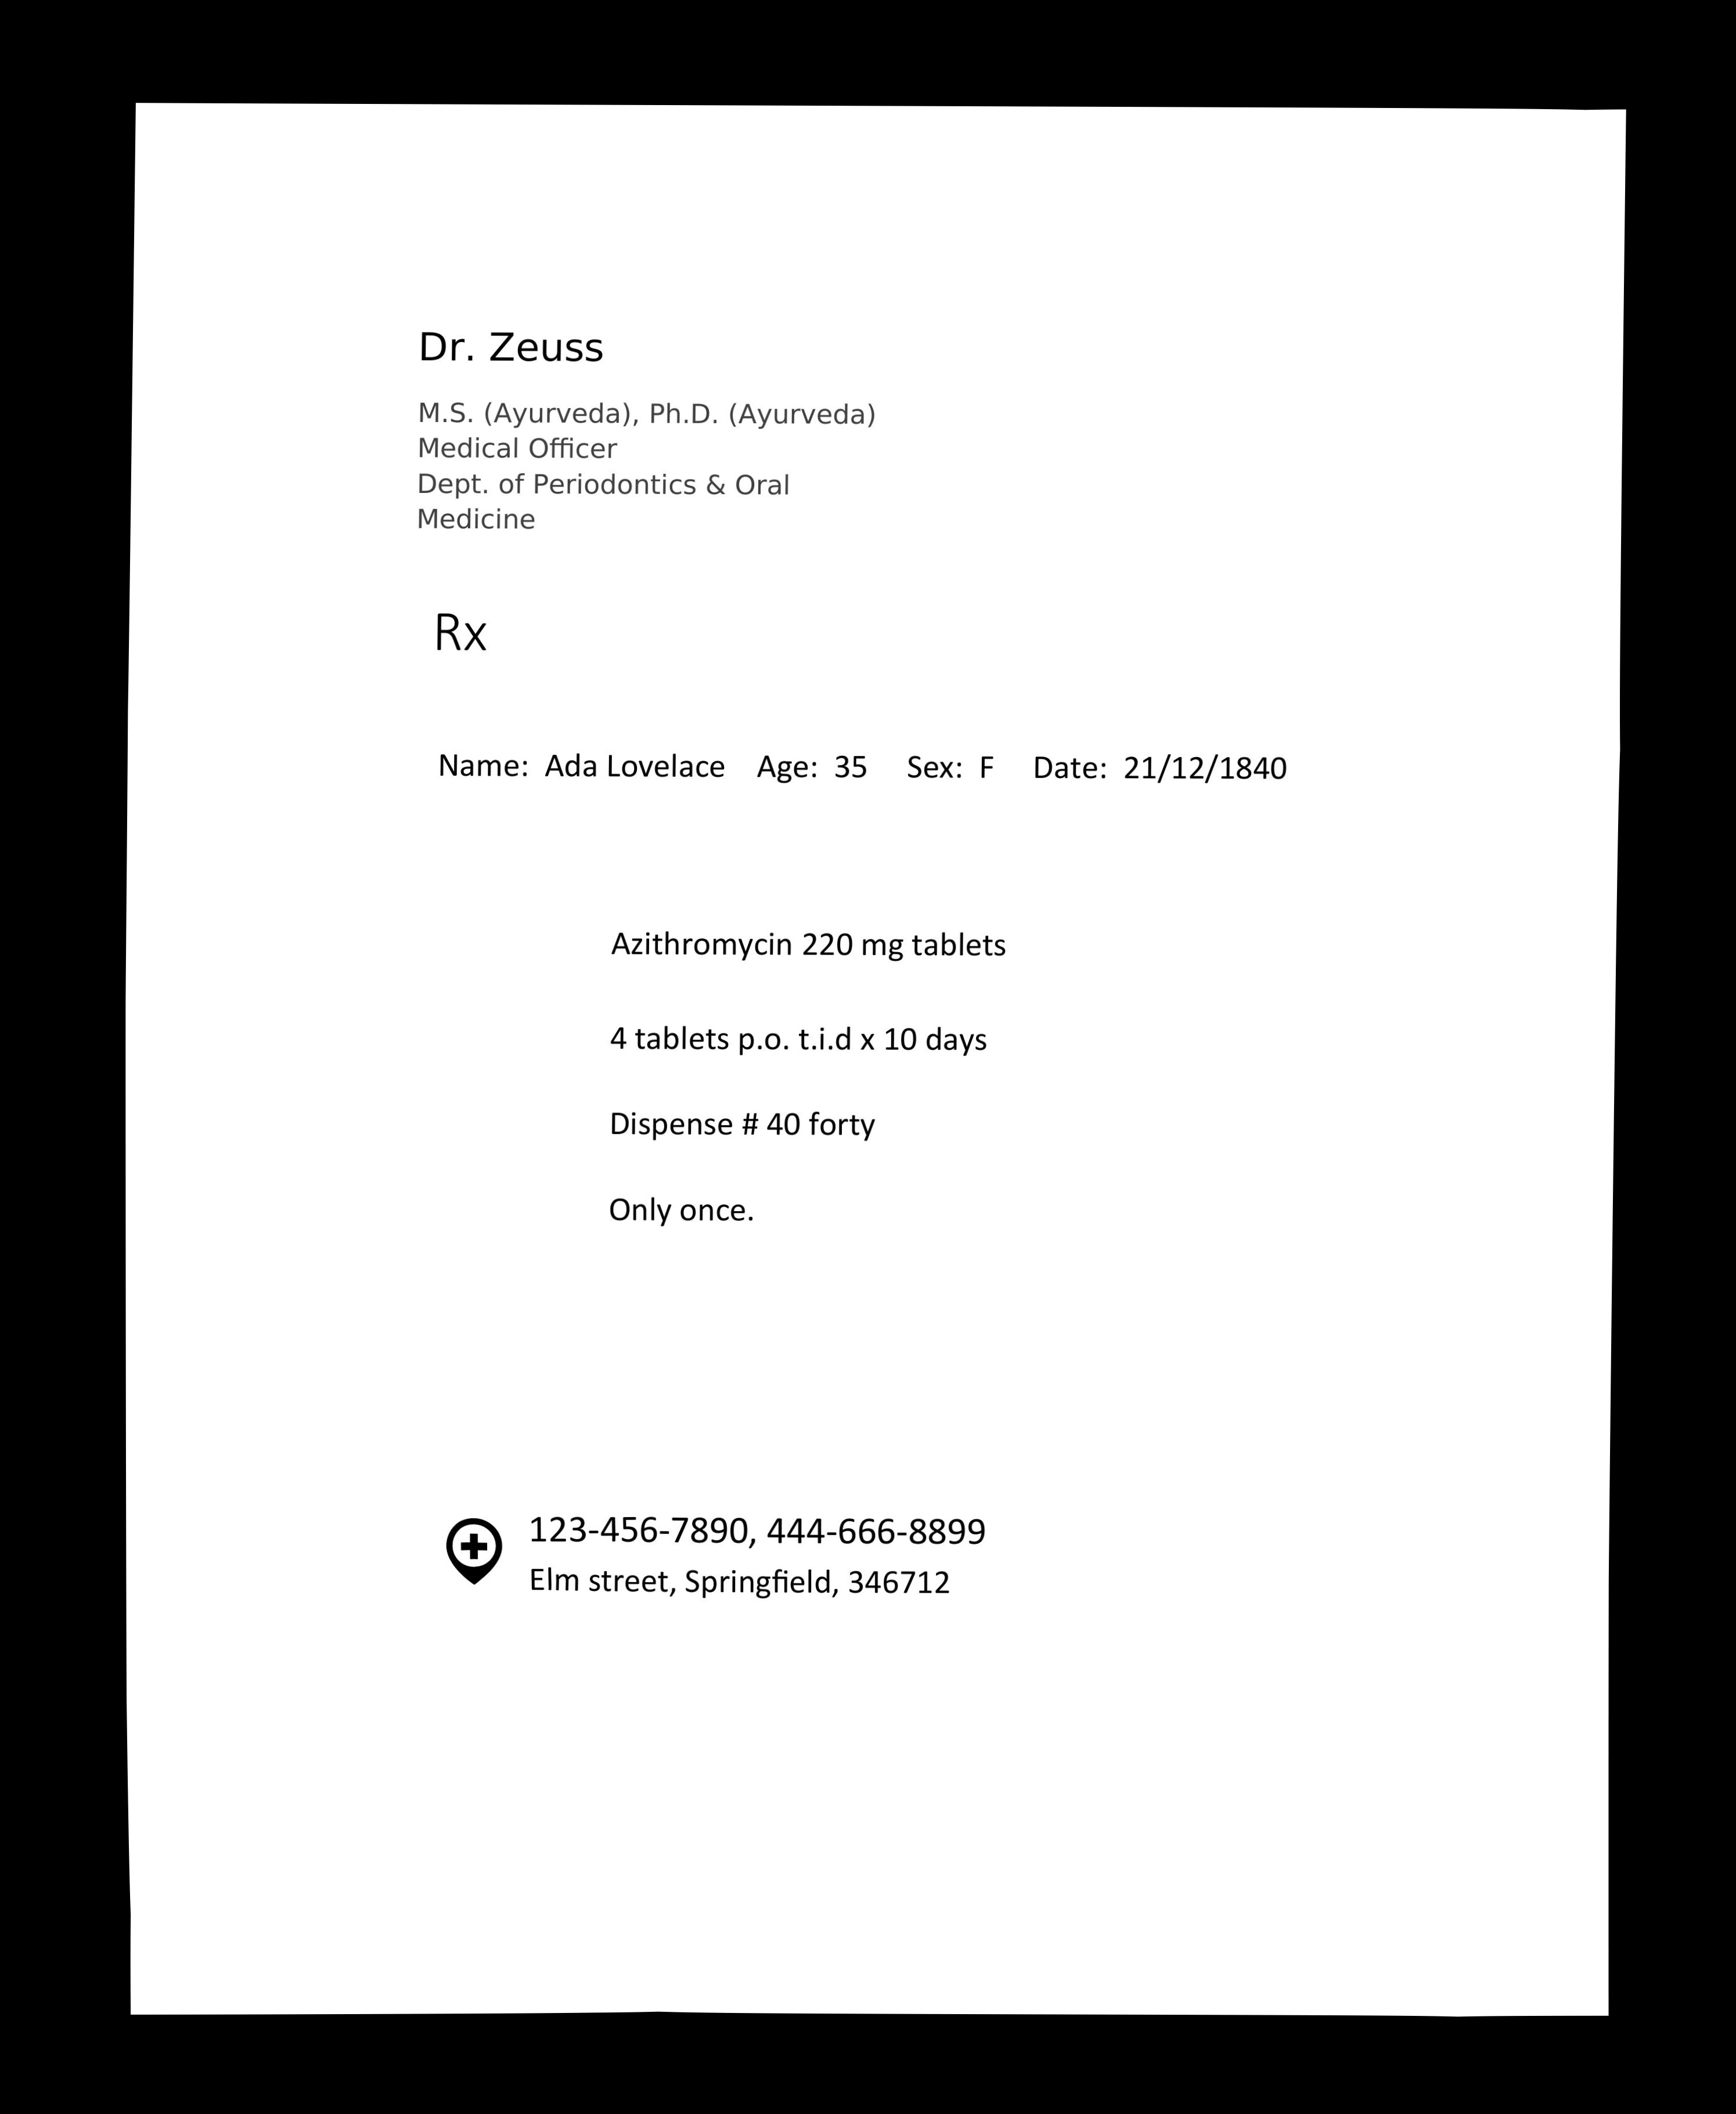 Dr. Zeuss
M.S. (Ayurveda), Ph.D. (Ayurveda)
Medical Officer
Dept. of Periodontics & Oral
Medicine
Rx
Name: Ada Lovelace Age: 35 Sex: F Date: 21/12/1840
Azithromycin 220 mg tablets
4 tablets p.o. t.i.d x 10 days
Dispense # 40 forty
Only once.
123-456-7890, 444-666-8899
Elm street, Springfield, 346712